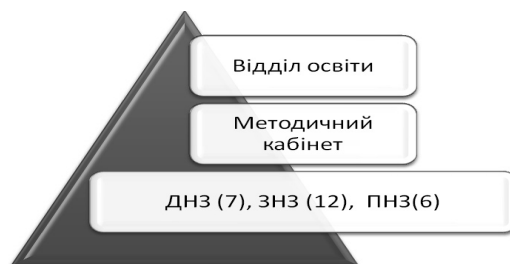 Відділ освіти
Методичний
кабінет
ДНЗ (7), ЗНЗ (12), ПНЗ(6)